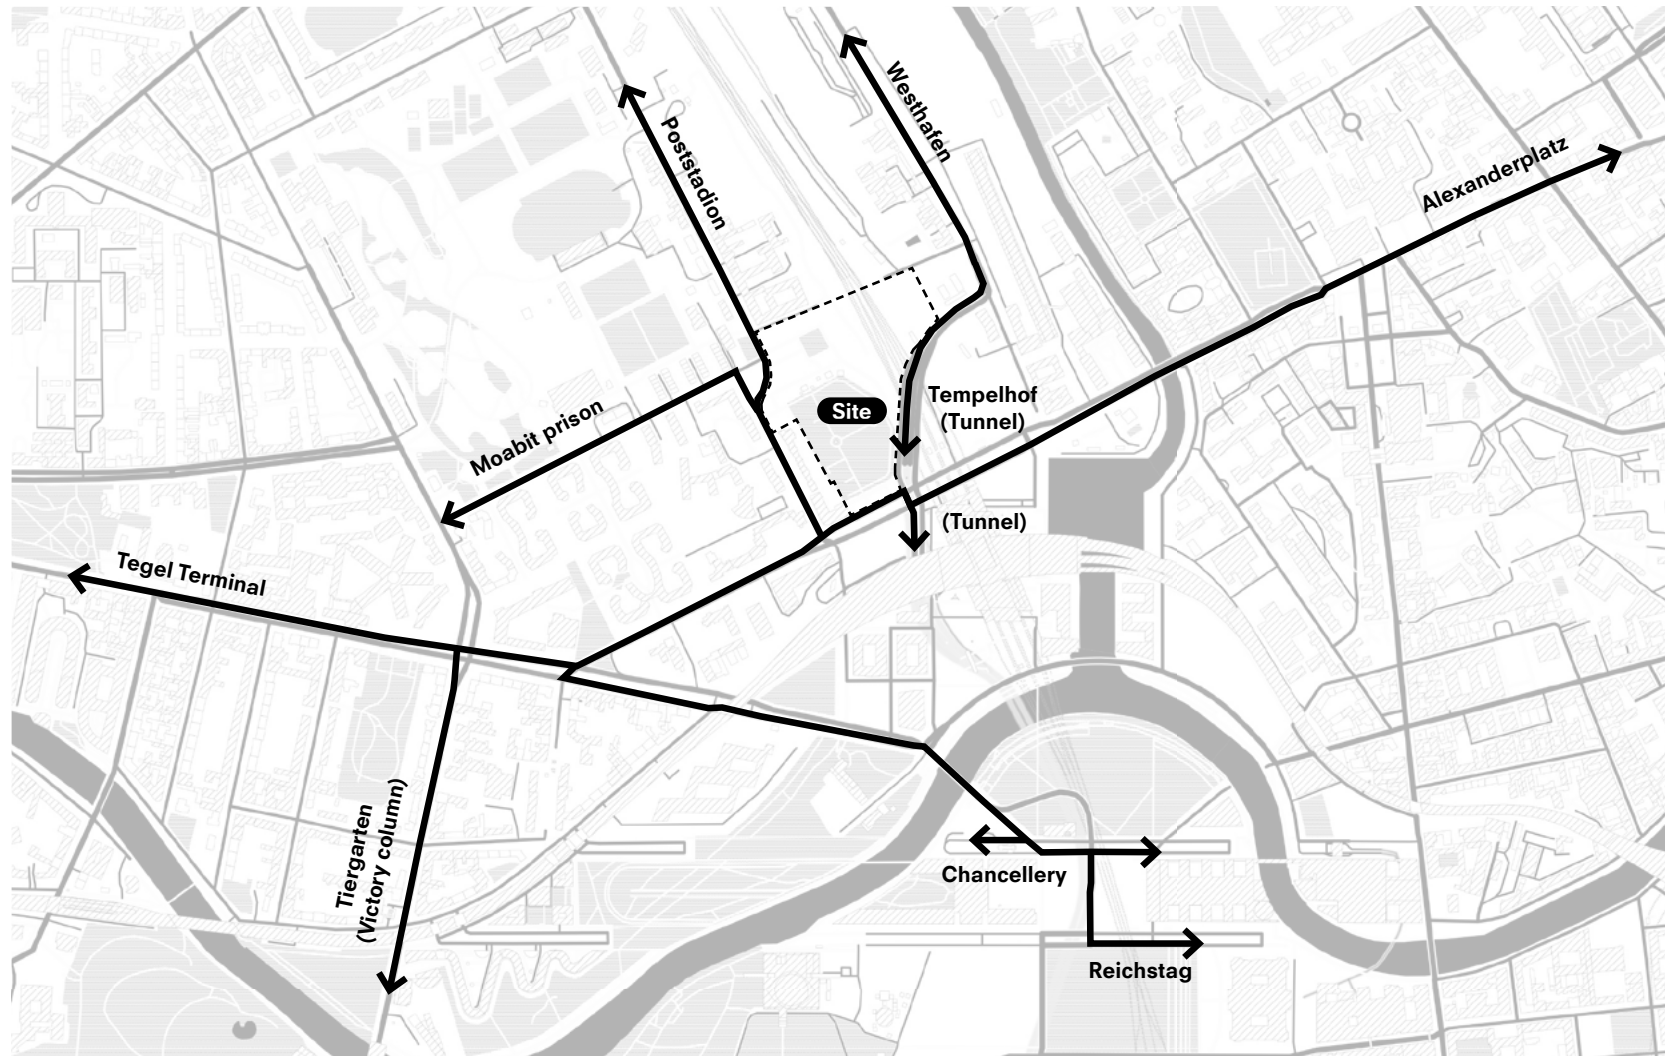 Westhafen
Poststadion
Alexanderplatz
Tempelhof
(Tunnel)
Site
Moabit prison
(Tunnel)
Tegel Terminal
Tiergarten
(Victory column)
Chancellery
Reichstag